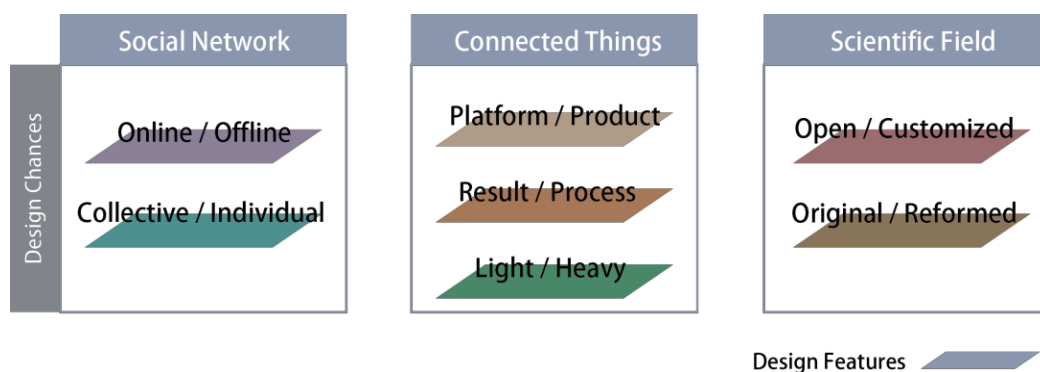 Social Network
Connected Things
Scientific Field
Design Chances
Online / Offline
Collective / Individual
Platform / Product
Result / Process
Light / Heavy
Open / Customized
Original / Reformed
Design Features